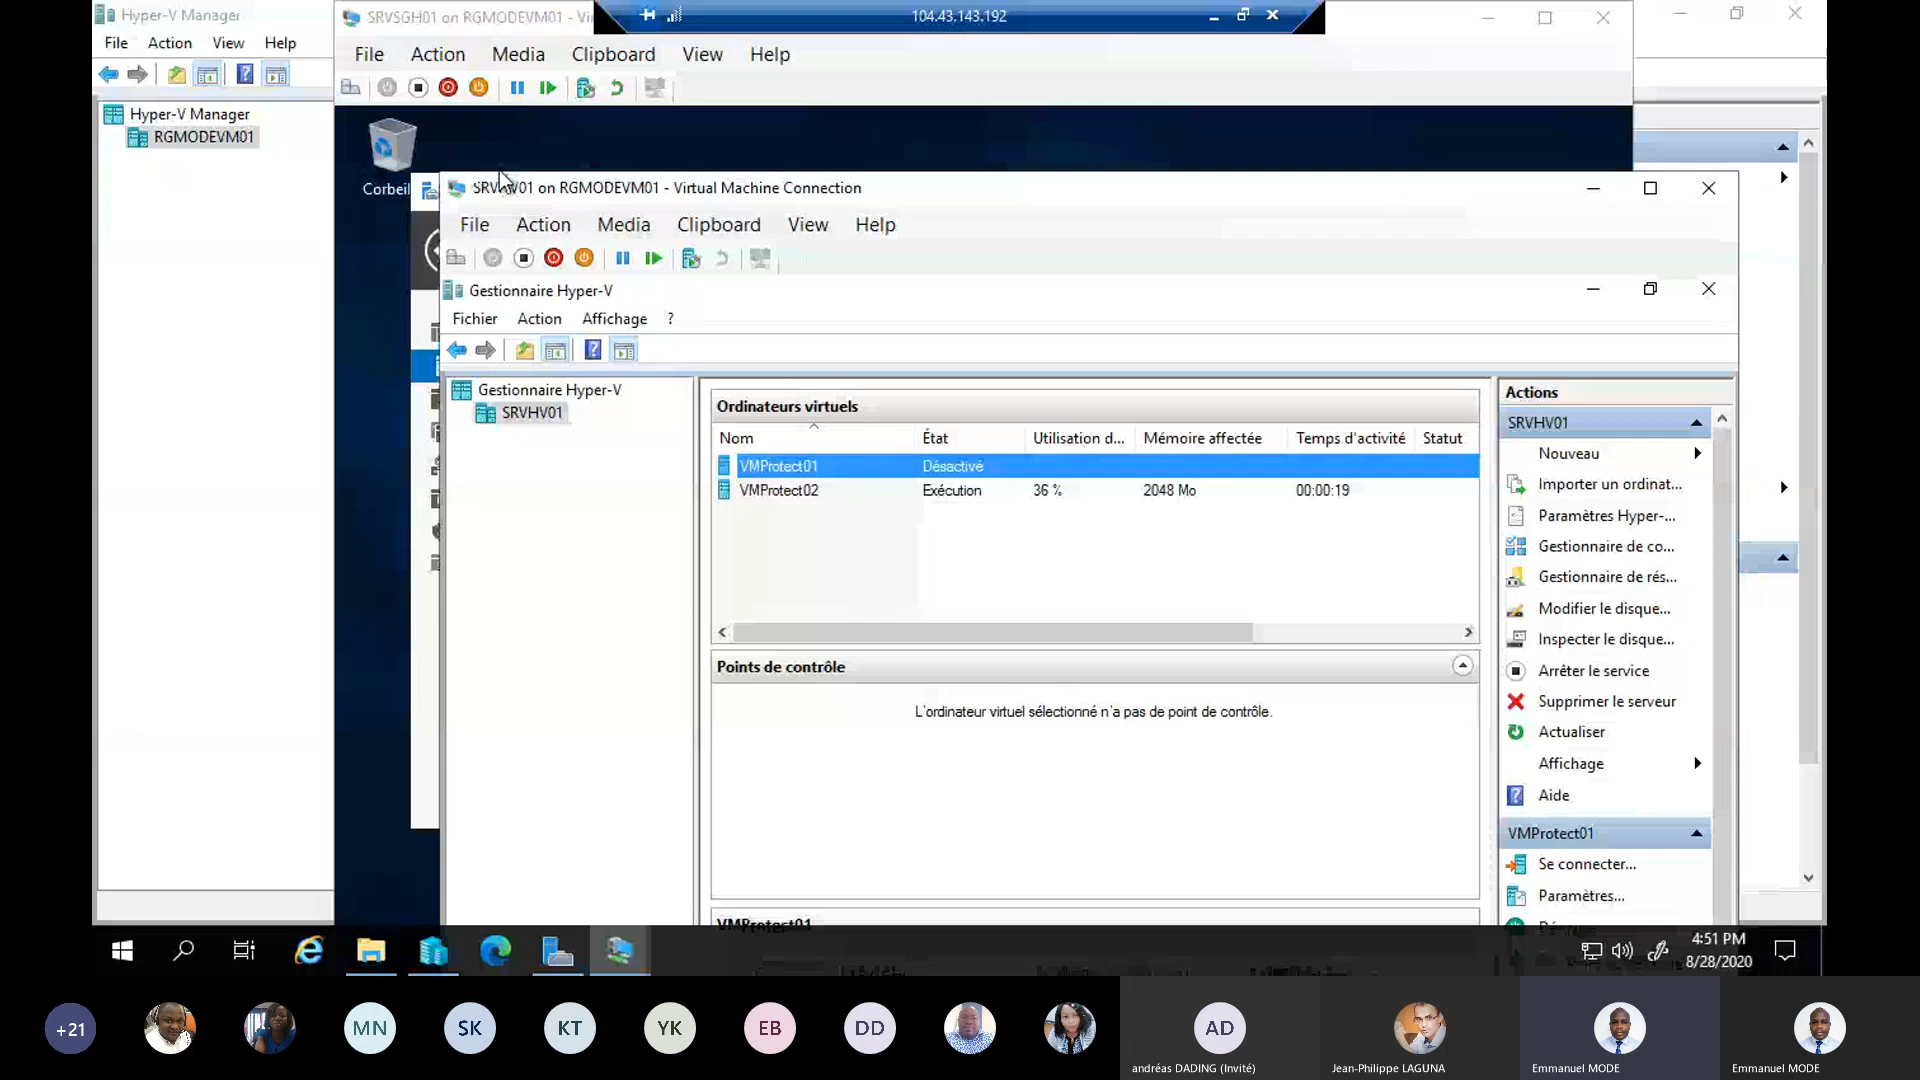 Hyper-V Manager
File Action View Help
Hyper-V Manager
RGMODEVM01
SRVSGH01 on RGMODEVM01 - Vi
104.43.143.192
File Action Media Clipboard View Help
Corbeil
on RGMODEVM01 - Virtual Machine Connection
File Action Media Clipboard View Help
Gestionnaire Hyper-V
Fichier Action Affichage ?
Gestionnaire Hyper-V
SRVHV01
Ordinateurs virtuels
Nom État Utilisation d... Mémoire affectée Temps d'activité Statut
VMProtect01 Désactivé
VMProtect02 Exécution 36 % 2048 Mo 00:00:19
Points de contrôle
L'ordinateur virtuel sélectionné n'a pas de point de contrôle.
VMProtect01
Actions
SRVHV01
Nouveau
Importer un ordinat...
Paramètres Hyper-...
Gestionnaire de co...
Gestionnaire de rés...
Modifier le disque...
Inspecter le disque...
Arrêter le service
Supprimer le serveur
Actualiser
Affichage
Aide
VMProtect01
Se connecter...
Paramètres...
4:51 PM
8/28/2020
+21
MN
SK
KT
YK
EB
DD
AD
andréas DADING (Invité)
Jean-Philippe LAGUNA
Emmanuel MODE
Emmanuel MODE